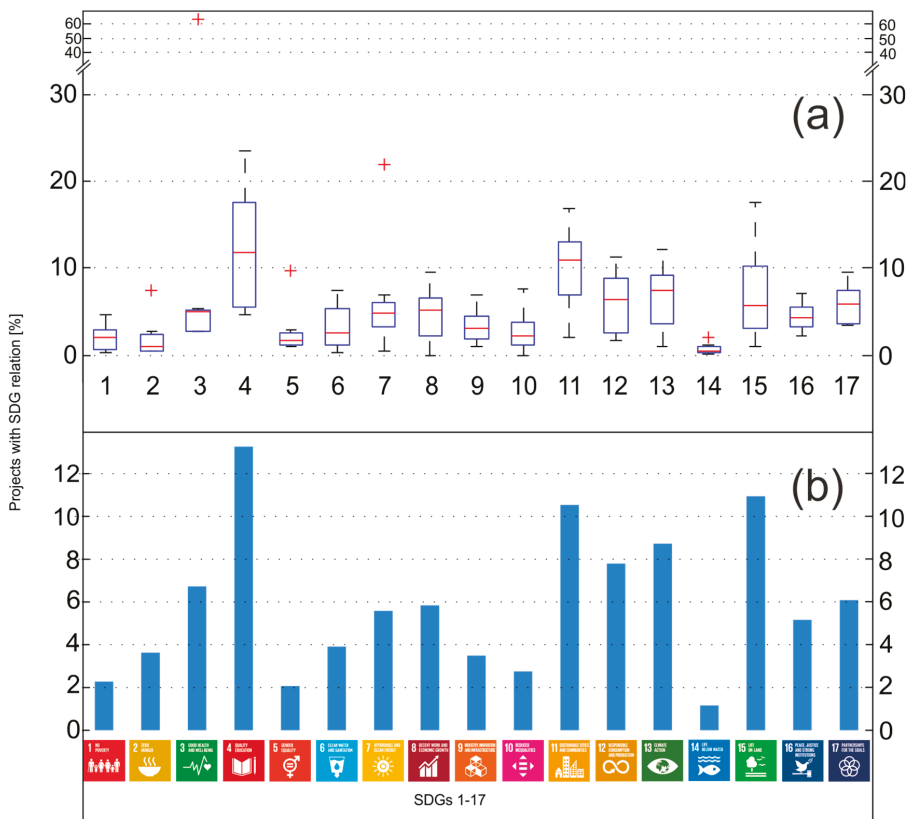 60 60
50 50
40 40
30 30
(a)
20 20
10 10
0 0
1 2 3 4 5 6 7 8 9 10 11 12 13 14 15 16 17
Projects with SDG relation [%]
12 12
(b)
10 10
8 8
6 6
4 4
2 2
0 0
1 NO POVERTY
2 ZERO HUNGER
3 GOOD HEALTH AND WELL BEING
4 QUALITY EDUCATION
5 GENDER EQUALITY
6 CLEAN WATER AND SANITATION
7 AFFORDABLE AND CLEAN ENERGY
8 DECENT WORK AND ECONOMIC GROWTH
9 INDUSTRY, INNOVATION AND INFRASTRUCTURE
10 REDUCED INEQUALITIES
11 SUSTAINABLE CITIES AND COMMUNITIES
12 RESPONSIBLE CONSUMPTION AND PRODUCTION
13 CLIMATE ACTION
14 LIFE BELOW WATER
15 LIFE ON LAND
16 PEACE, JUSTICE AND STRONG INSTITUTIONS
17 PARTNERSHIPS FOR THE GOALS
SDGs 1-17